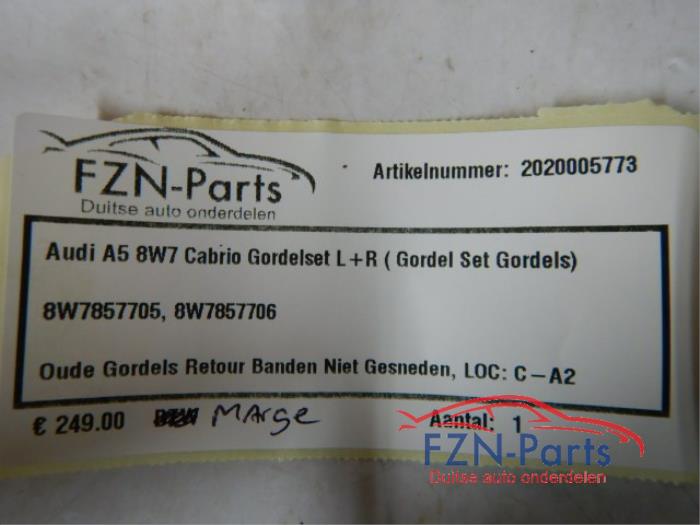 FZN-Parts
Duitse auto onderdelen
Artikelnummer: 2020005773
Audi A5 8W7 Cabrio Gordelset L+R ( Gordel Set Gordels)
8W7857705, 8W7857706
Oude Gordels Retour Banden Niet Gesneden, LOC: C-A2
€ 249.00 Marge Aantal: 1
FZN-Parts
Duitse auto onderdelen